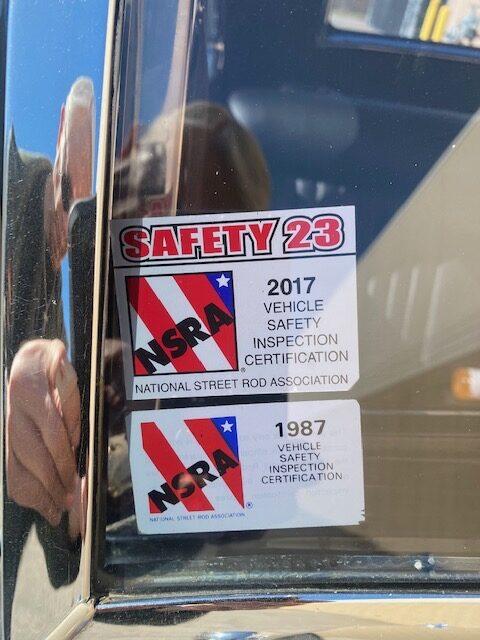 SAFETY 23
2017
VEHICLE
SAFETY
INSPECTION
CERTIFICATION
NSRA
®
NATIONAL STREET ROD ASSOCIATION
1987
VEHICLE
SAFETY
INSPECTION
CERTIFICATION
NSRA
®
NATIONAL STREET ROD ASSOCIATION